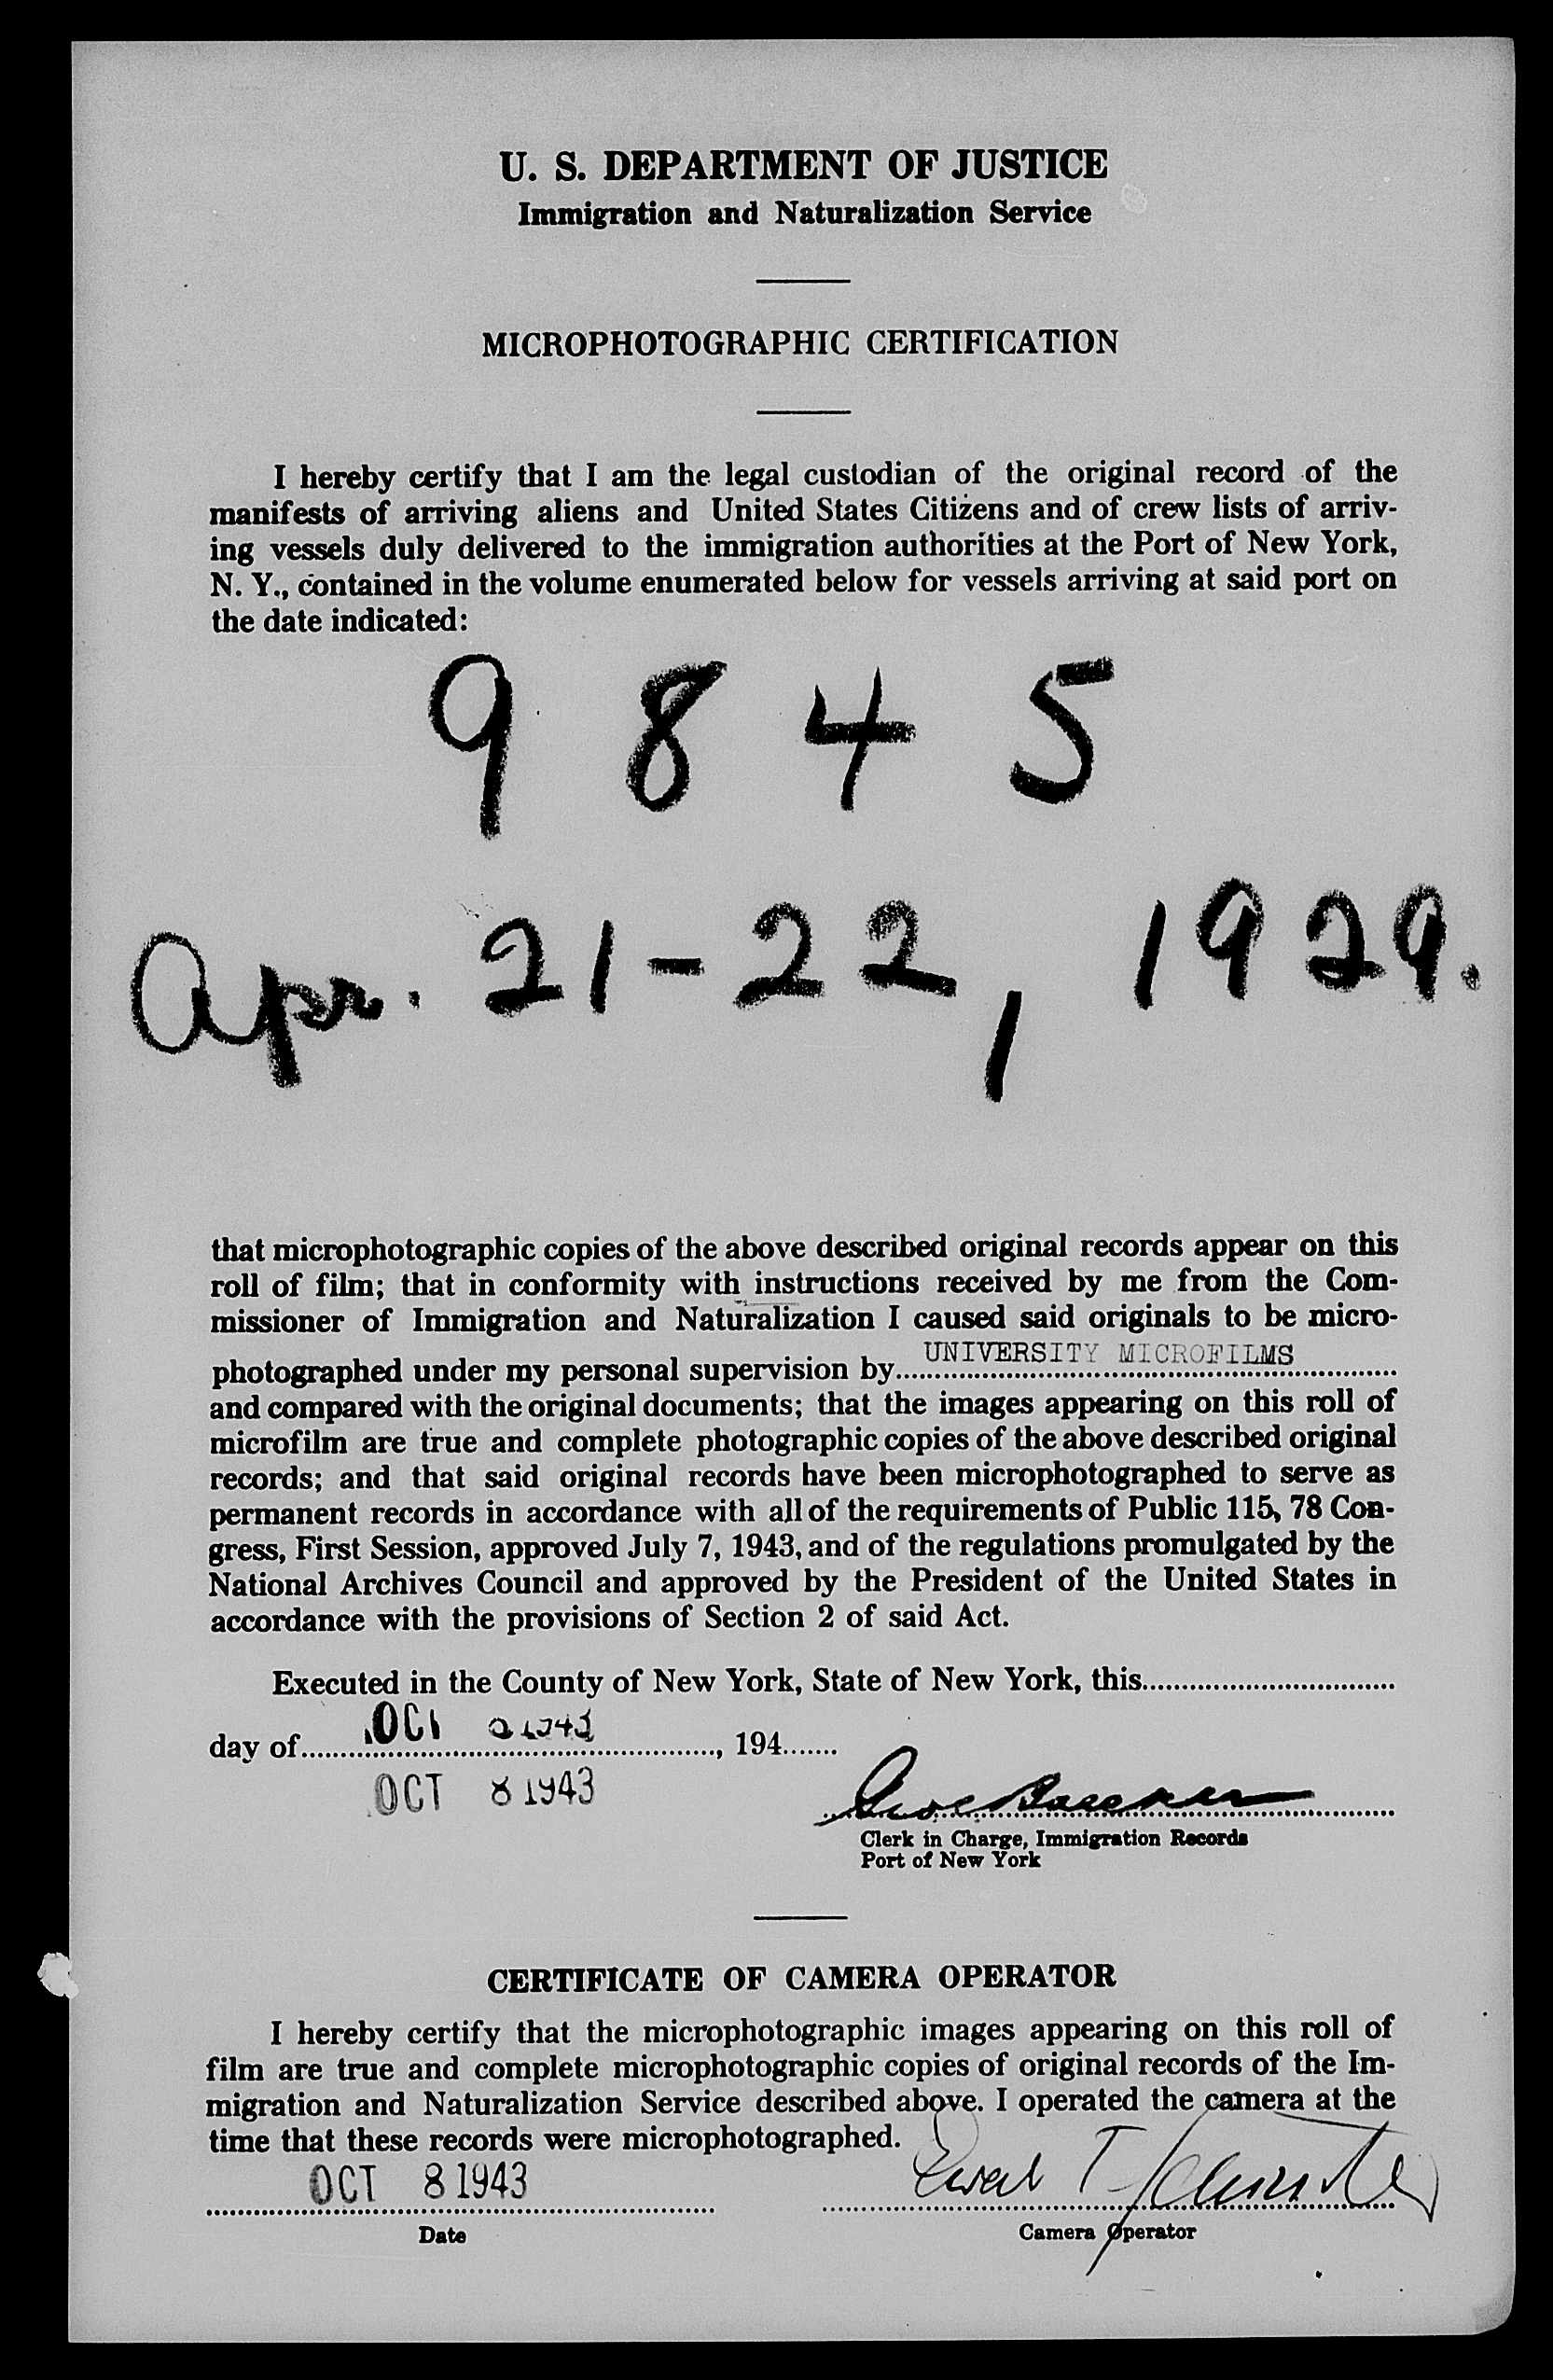 U. S. DEPARTMENT OF JUSTICE
Immigration and Naturalization Service
MICROPHOTOGRAPHIC CERTIFICATION
I hereby certify that I am the legal custodian of the original record of the
manifests of arriving aliens and United States Citizens and of crew lists of arriv-
ing vessels duly delivered to the immigration authorities at the Port of New York,
N. Y., contained in the volume enumerated below for vessels arriving at said port on
the date indicated:
9 8 4 5
Apr. 21-22, 1929.
that microphotographic copies of the above described original records appear on this
roll of film; that in conformity with instructions received by me from the Com-
missioner of Immigration and Naturalization I caused said originals to be micro-
photographed under my personal supervision by UNIVERSITY MICROFILMS
and compared with the original documents; that the images appearing on this roll of
microfilm are true and complete photographic copies of the above described original
records; and that said original records have been microphotographed to serve as
permanent records in accordance with all of the requirements of Public 115, 78 Con-
gress, First Session, approved July 7, 1943, and of the regulations promulgated by the
National Archives Council and approved by the President of the United States in
accordance with the provisions of Section 2 of said Act.
Executed in the County of New York, State of New York, this
day of OCT , 194
OCT 8 1943
Clerk in Charge, Immigration Records
Port of New York
CERTIFICATE OF CAMERA OPERATOR
I hereby certify that the microphotographic images appearing on this roll of
film are true and complete microphotographic copies of original records of the Im-
migration and Naturalization Service described above. I operated the camera at the
time that these records were microphotographed.
OCT 8 1943
Date
Camera Operator